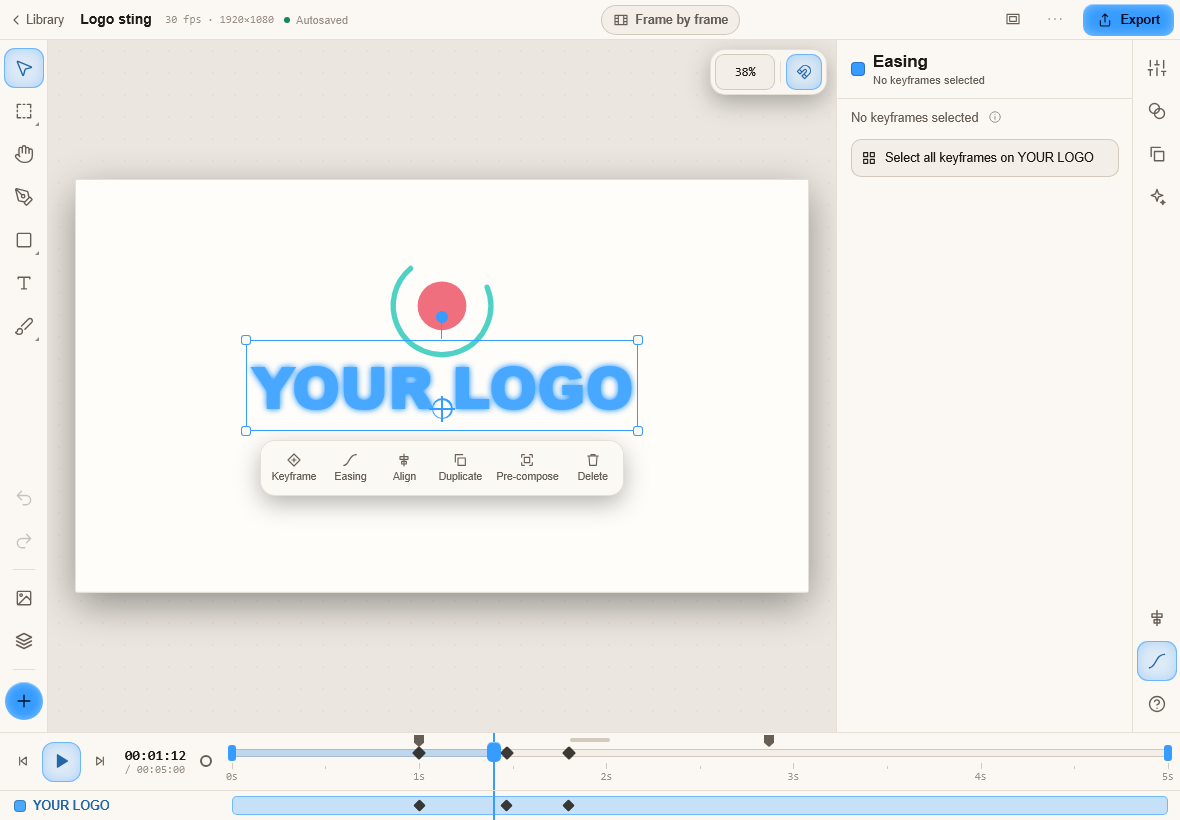 Library
Logo sting
30 fps · 1920×1080
Autosaved
Frame by frame
Export
38%
Easing
No keyframes selected
No keyframes selected
Select all keyframes on YOUR LOGO
YOUR LOGO
Keyframe
Easing
Align
Duplicate
Pre-compose
Delete
00:01:12
/ 00:05:00
0s
1s
2s
3s
4s
5s
YOUR LOGO